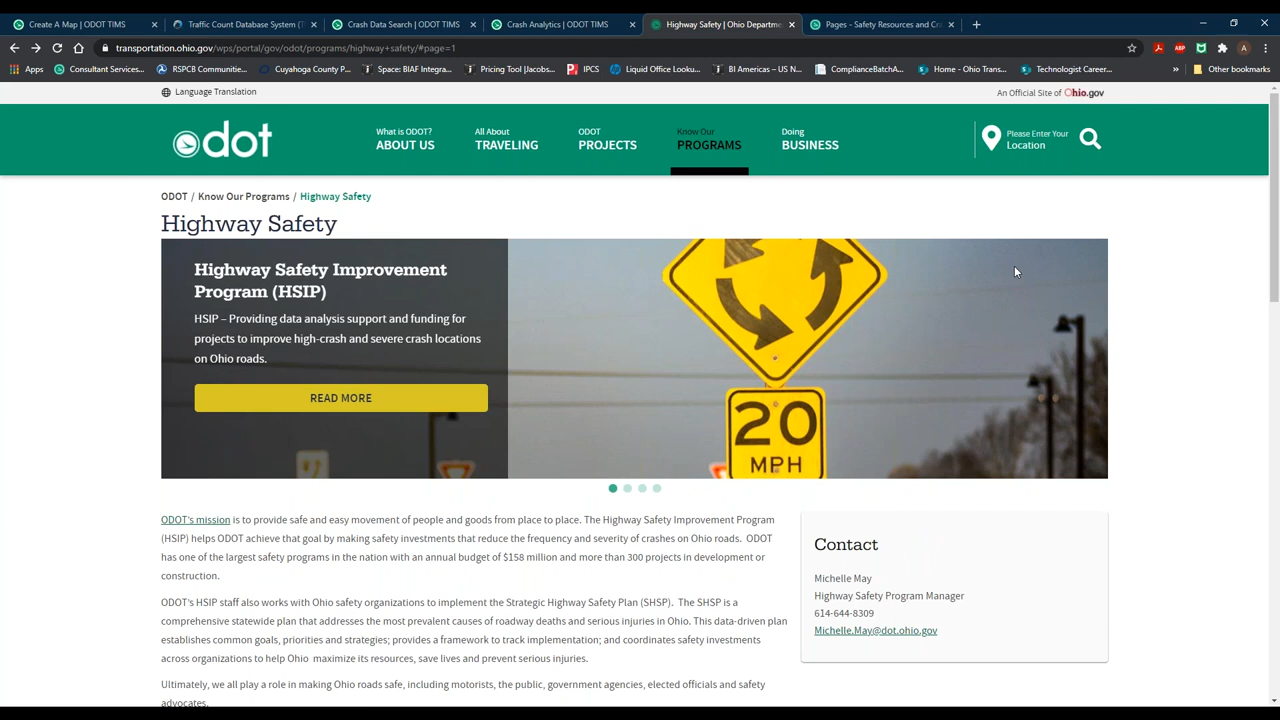 Create A Map | ODOT TIMS
Traffic Count Database System (T
Crash Data Search | ODOT TIMS
Crash Analytics | ODOT TIMS
Highway Safety | Ohio Departme
Pages - Safety Resources and Cr
transportation.ohio.gov/wps/portal/gov/odot/programs/highway+safety/#page=1
ABP
A
Apps
Consultant Services...
RSPCB Communitie...
Cuyahoga County P...
Space: BIAF Integra...
Pricing Tool |Jacobs...
IPCS
Liquid Office Looku...
BI Americas – US N...
ComplianceBatchA...
Home - Ohio Trans...
Technologist Career...
»
Other bookmarks
Language Translation
An Official Site of Ohio.gov
odot
What is ODOT?
ABOUT US
All About
TRAVELING
ODOT
PROJECTS
Know Our
PROGRAMS
Doing
BUSINESS
Please Enter Your
Location
ODOT / Know Our Programs / Highway Safety
Highway Safety
Highway Safety Improvement
Program (HSIP)
HSIP – Providing data analysis support and funding for
projects to improve high-crash and severe crash locations
on Ohio roads.
READ MORE
20
MPH
ODOT's mission is to provide safe and easy movement of people and goods from place to place. The Highway Safety Improvement Program
(HSIP) helps ODOT achieve that goal by making safety investments that reduce the frequency and severity of crashes on Ohio roads. ODOT
has one of the largest safety programs in the nation with an annual budget of $158 million and more than 300 projects in development or
construction.
ODOT's HSIP staff also works with Ohio safety organizations to implement the Strategic Highway Safety Plan (SHSP). The SHSP is a
comprehensive statewide plan that addresses the most prevalent causes of roadway deaths and serious injuries in Ohio. This data-driven plan
establishes common goals, priorities and strategies; provides a framework to track implementation; and coordinates safety investments
across organizations to help Ohio maximize its resources, save lives and prevent serious injuries.
Ultimately, we all play a role in making Ohio roads safe, including motorists, the public, government agencies, elected officials and safety
advocates.
Contact
Michelle May
Highway Safety Program Manager
614-644-8309
Michelle.May@dot.ohio.gov